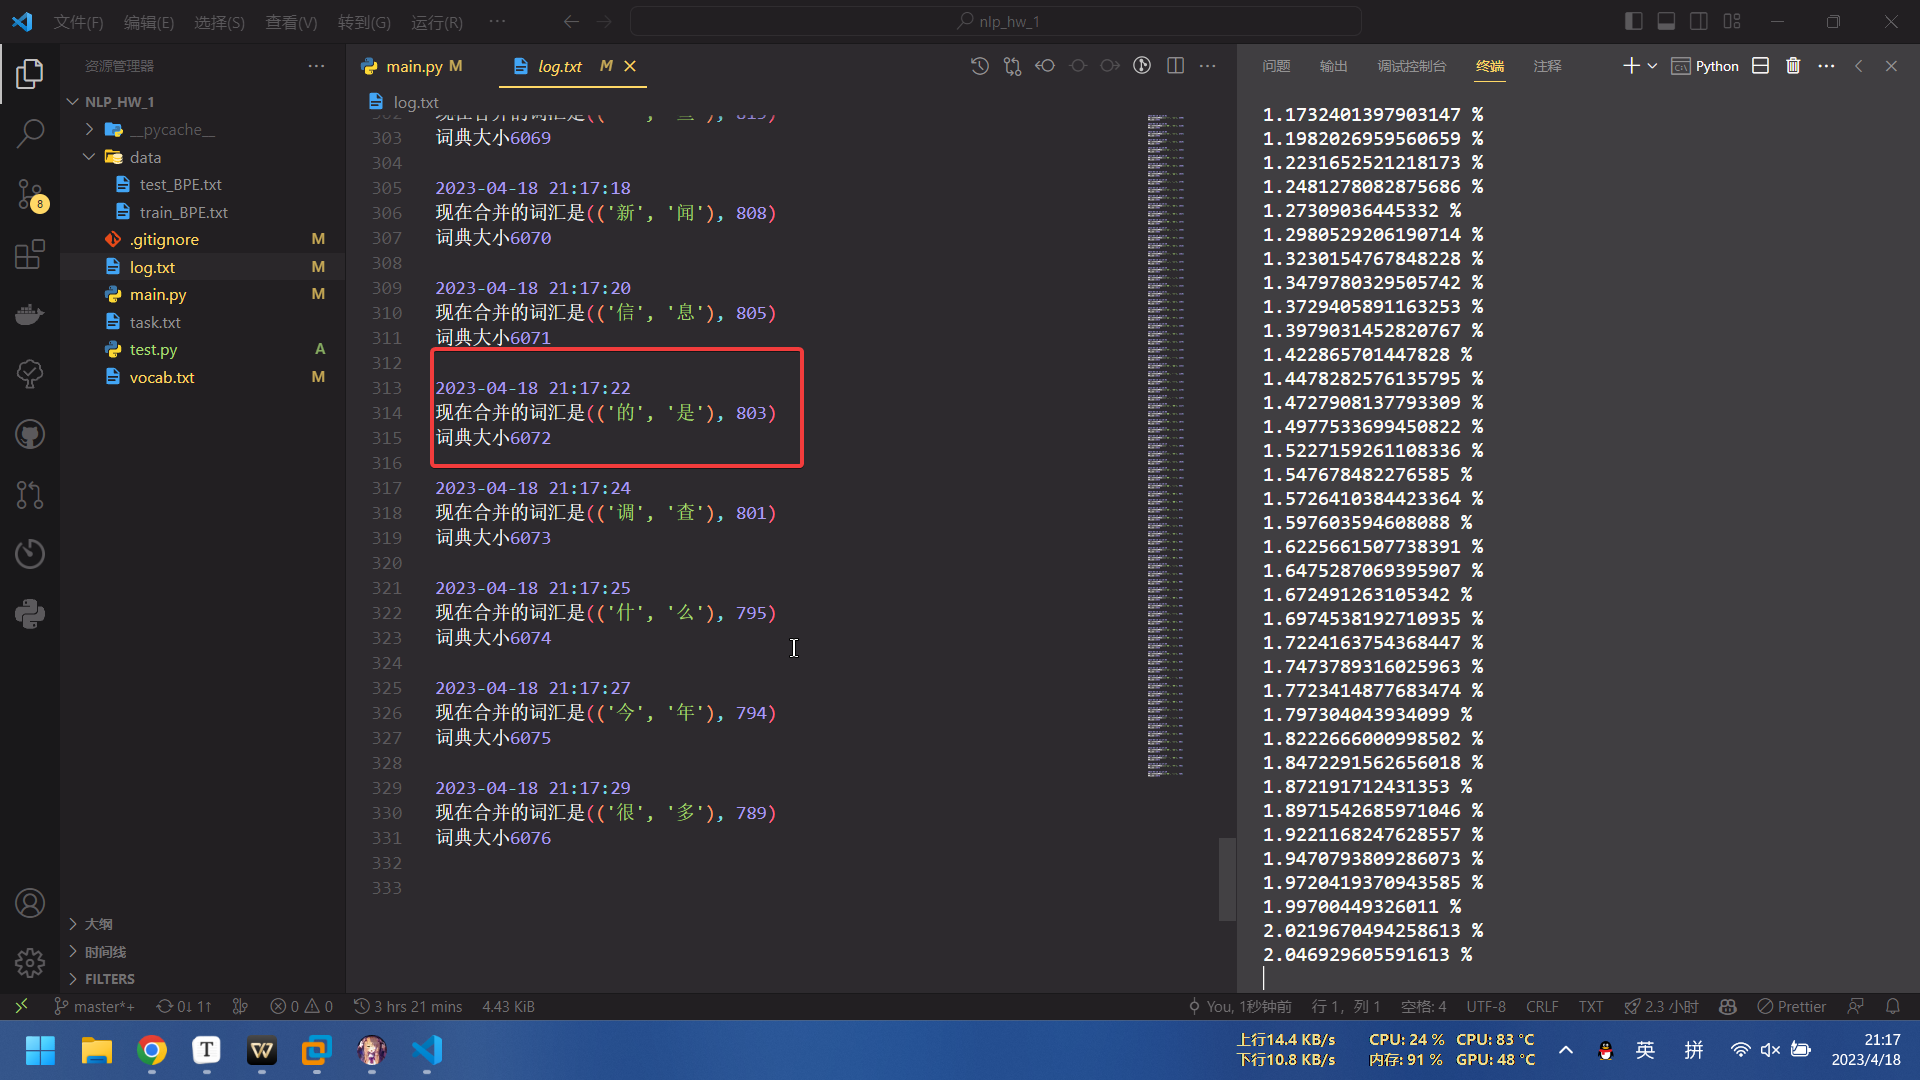 文件(F) 编辑(E) 选择(S) 查看(V) 转到(G) 运行(R) ··· nlp_hw_1
资源管理器
NLP_HW_1
__pycache__
data
test_BPE.txt
train_BPE.txt
.gitignore M
log.txt M
main.py M
task.txt
test.py A
vocab.txt M
8
大纲
时间线
FILTERS
main.py M log.txt M
log.txt
303 词典大小6069
304
305 2023-04-18 21:17:18
306 现在合并的词汇是(('新', '闻'), 808)
307 词典大小6070
308
309 2023-04-18 21:17:20
310 现在合并的词汇是(('信', '息'), 805)
311 词典大小6071
312
313 2023-04-18 21:17:22
314 现在合并的词汇是(('的', '是'), 803)
315 词典大小6072
316
317 2023-04-18 21:17:24
318 现在合并的词汇是(('调', '查'), 801)
319 词典大小6073
320
321 2023-04-18 21:17:25
322 现在合并的词汇是(('什', '么'), 795)
323 词典大小6074
324
325 2023-04-18 21:17:27
326 现在合并的词汇是(('今', '年'), 794)
327 词典大小6075
328
329 2023-04-18 21:17:29
330 现在合并的词汇是(('很', '多'), 789)
331 词典大小6076
332
333
问题 输出 调试控制台 终端 注释 Python
1.1732401397903147 %
1.1982026959560659 %
1.2231652521218173 %
1.2481278082875686 %
1.27309036445332 %
1.2980529206190714 %
1.3230154767848228 %
1.3479780329505742 %
1.3729405891163253 %
1.3979031452820767 %
1.422865701447828 %
1.4478282576135795 %
1.4727908137793309 %
1.4977533699450822 %
1.5227159261108336 %
1.547678482276585 %
1.5726410384423364 %
1.597603594608088 %
1.6225661507738391 %
1.6475287069395907 %
1.672491263105342 %
1.6974538192710935 %
1.7224163754368447 %
1.7473789316025963 %
1.7723414877683474 %
1.797304043934099 %
1.8222666000998502 %
1.8472291562656018 %
1.872191712431353 %
1.8971542685971046 %
1.9221168247628557 %
1.9470793809286073 %
1.9720419370943585 %
1.99700449326011 %
2.0219670494258613 %
2.046929605591613 %
master*+ 0↓ 1↑ 0 0 3 hrs 21 mins 4.43 KiB You, 1秒钟前 行 1，列 1 空格: 4 UTF-8 CRLF TXT 2.3 小时 Prettier
上行14.4 KB/s CPU: 24 % CPU: 83 °C
下行10.8 KB/s 内存: 91 % GPU: 48 °C
英 拼
21:17
2023/4/18